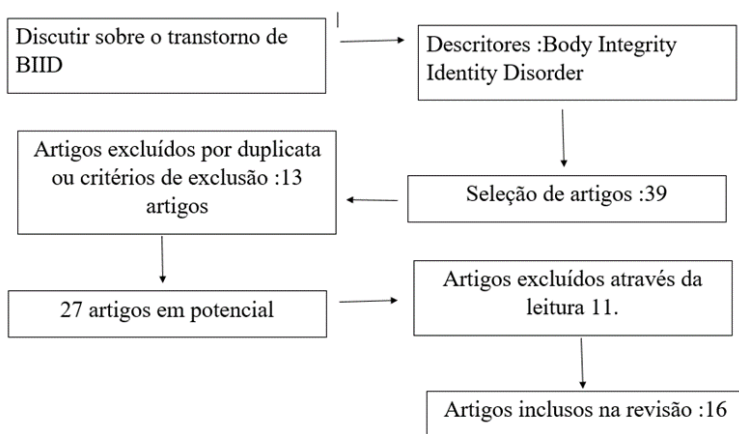 Discutir sobre o transtorno de
BIID
Descritores :Body Integrity
Identity Disorder
Seleção de artigos :39
Artigos excluídos por duplicata
ou critérios de exclusão :13
artigos
27 artigos em potencial
Artigos excluídos através da
leitura 11.
Artigos inclusos na revisão :16